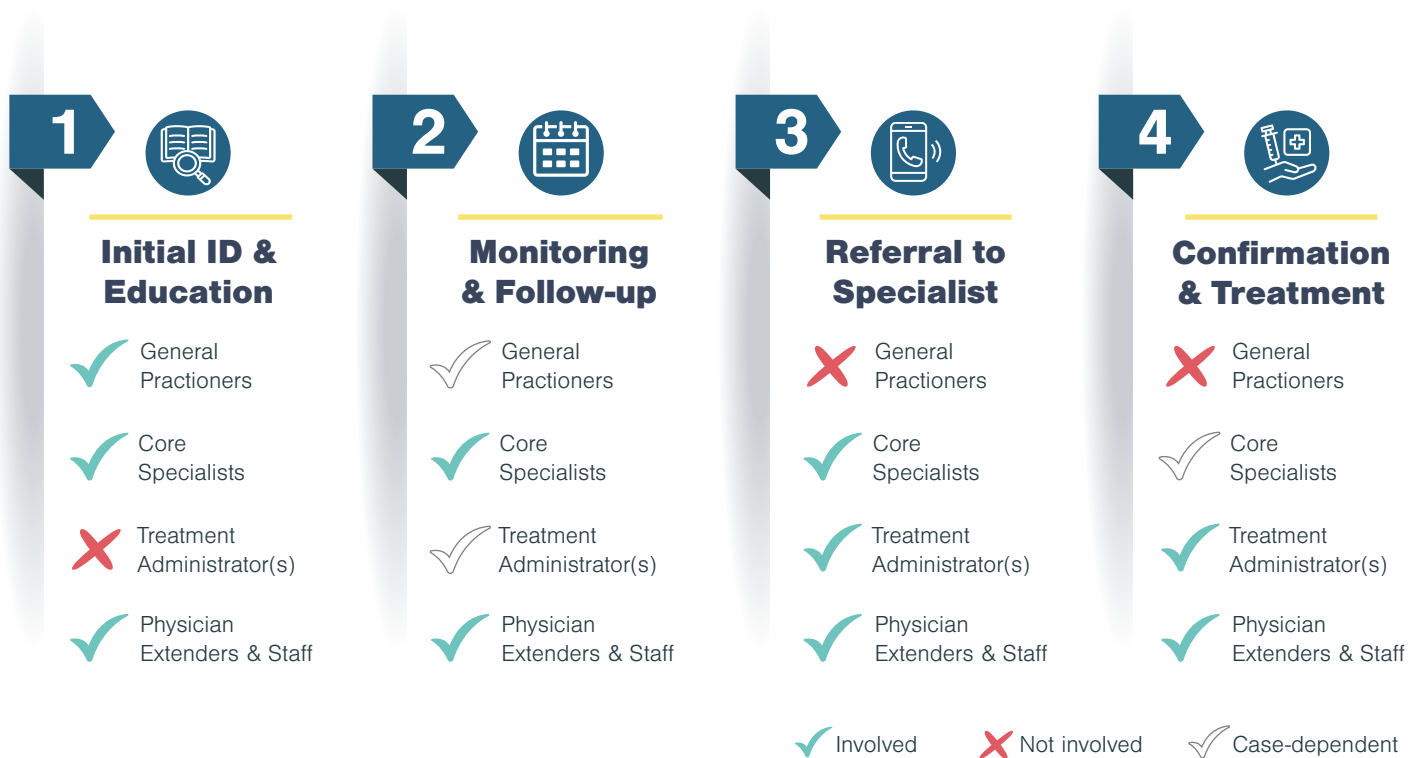 1
Initial ID &
Education
General
Practioners
Core
Specialists
Treatment
Administrator(s)
Physician
Extenders & Staff
2
Monitoring
& Follow-up
General
Practioners
Core
Specialists
Treatment
Administrator(s)
Physician
Extenders & Staff
3
Referral to
Specialist
General
Practioners
Core
Specialists
Treatment
Administrator(s)
Physician
Extenders & Staff
4
Confirmation
& Treatment
General
Practioners
Core
Specialists
Treatment
Administrator(s)
Physician
Extenders & Staff
Involved
Not involved
Case-dependent